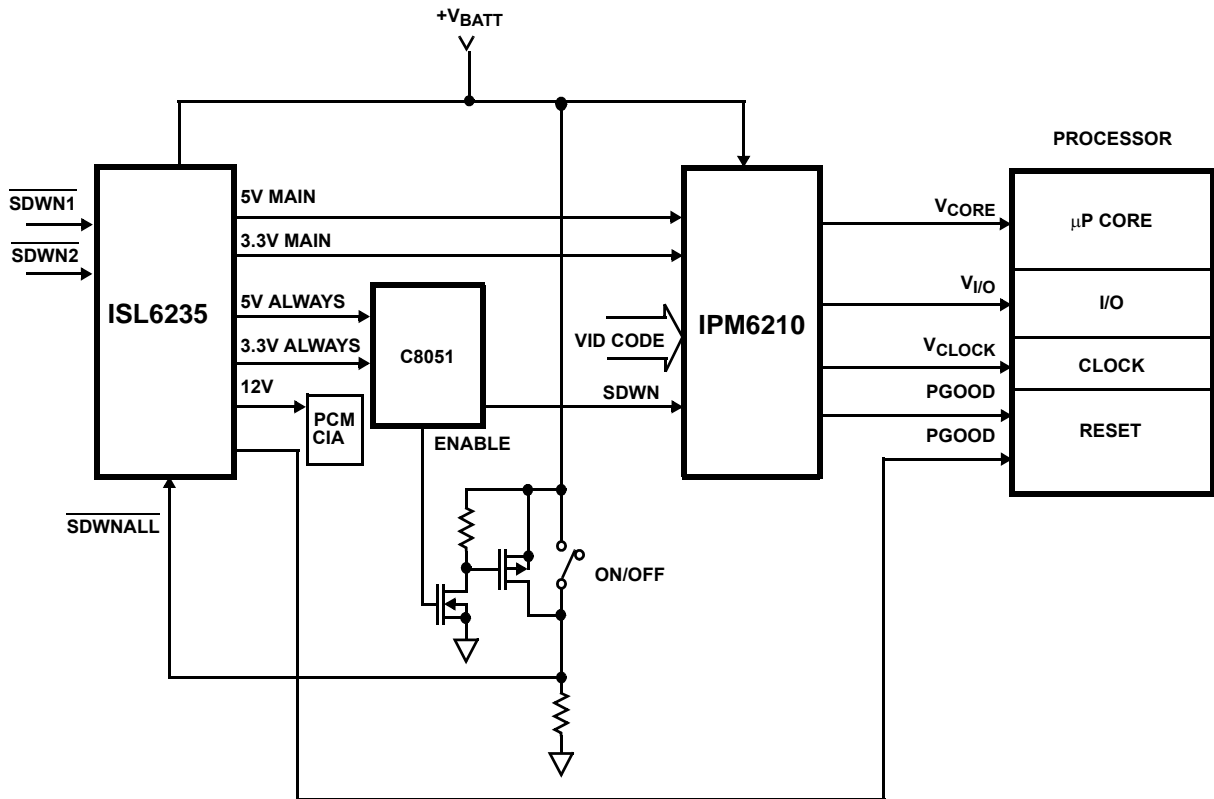 +VBATT
PROCESSOR
SDWN1
SDWN2
ISL6235
5V MAIN
3.3V MAIN
5V ALWAYS
3.3V ALWAYS
12V
PCM
CIA
C8051
ENABLE
SDWNALL
ON/OFF
VID CODE
SDWN
IPM6210
VCORE
VI/O
VCLOCK
PGOOD
PGOOD
μP CORE
I/O
CLOCK
RESET